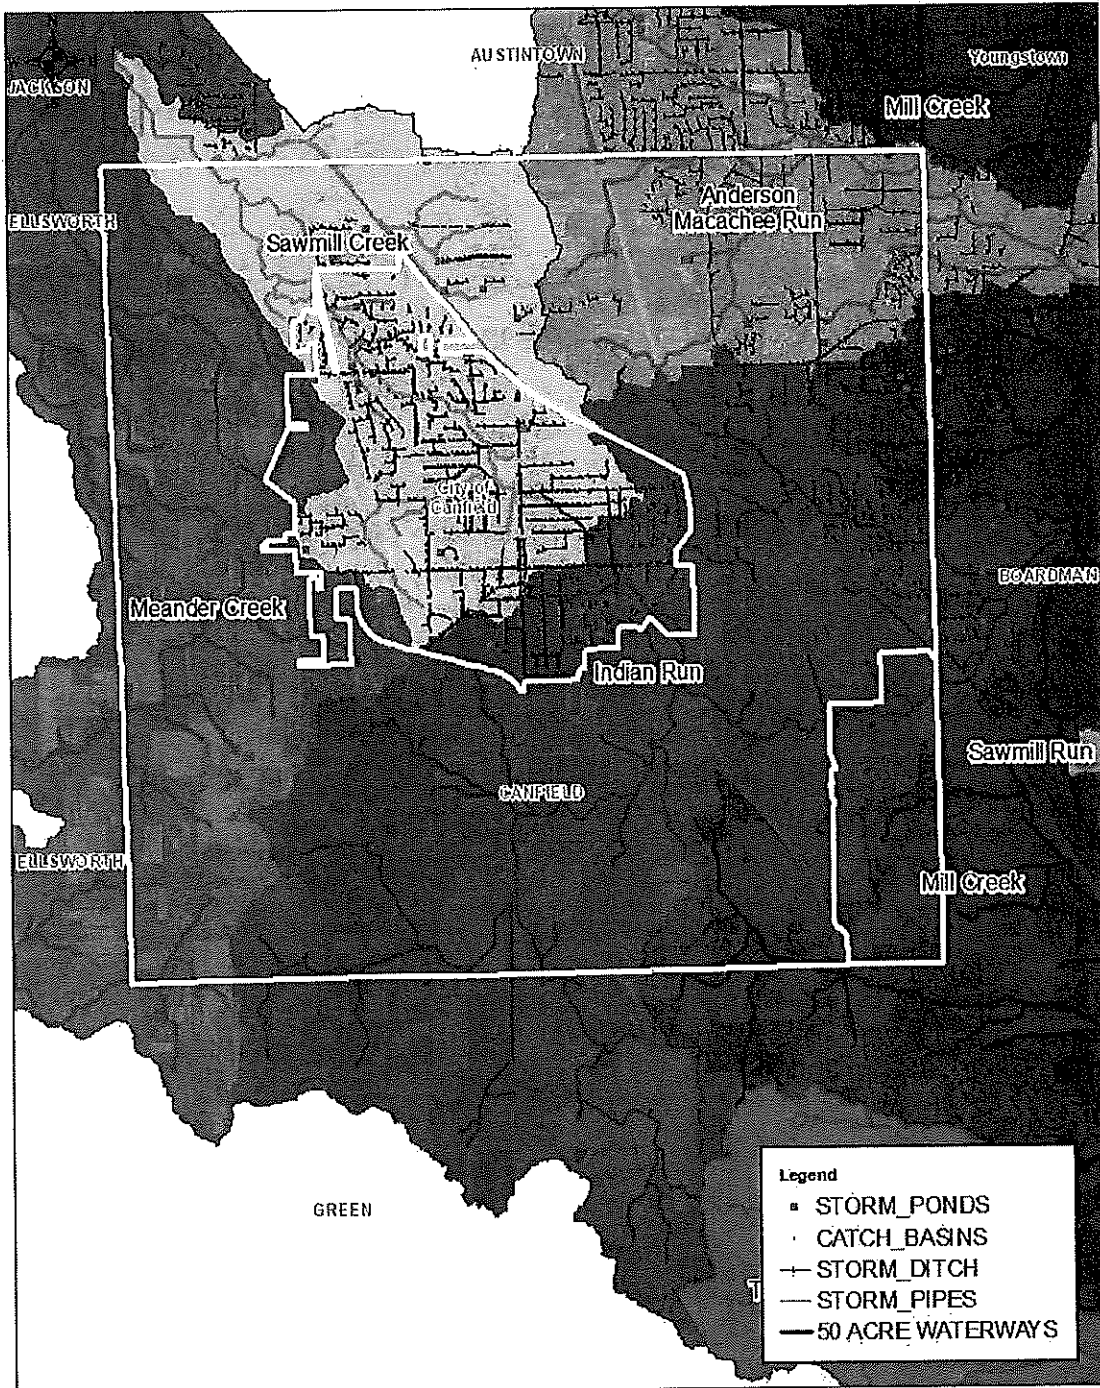 AUSTINTOWN
Youngstown
JACKSON
Mill Creek
Anderson
Macachee Run
ELLSWORTH
Sawmill Creek
City of
Canfield
BOARDMAN
Meander Creek
Indian Run
Sawmill Run
CANFIELD
ELLSWORTH
Mill Creek
GREEN
Legend
STORM_PONDS
CATCH_BASINS
STORM_DITCH
STORM_PIPES
50 ACRE WATERWAYS